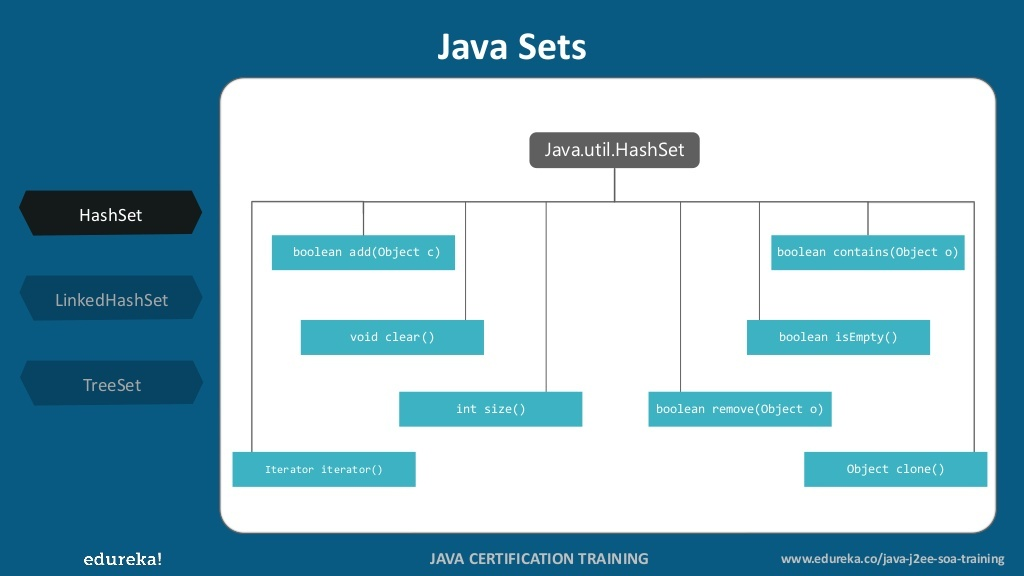 Java Sets
Java.util.HashSet
HashSet
LinkedHashSet
TreeSet
boolean add(Object c)
boolean contains(Object o)
void clear()
boolean isEmpty()
int size()
boolean remove(Object o)
Iterator iterator()
Object clone()
edureka!
JAVA CERTIFICATION TRAINING
www.edureka.co/java-j2ee-soa-training